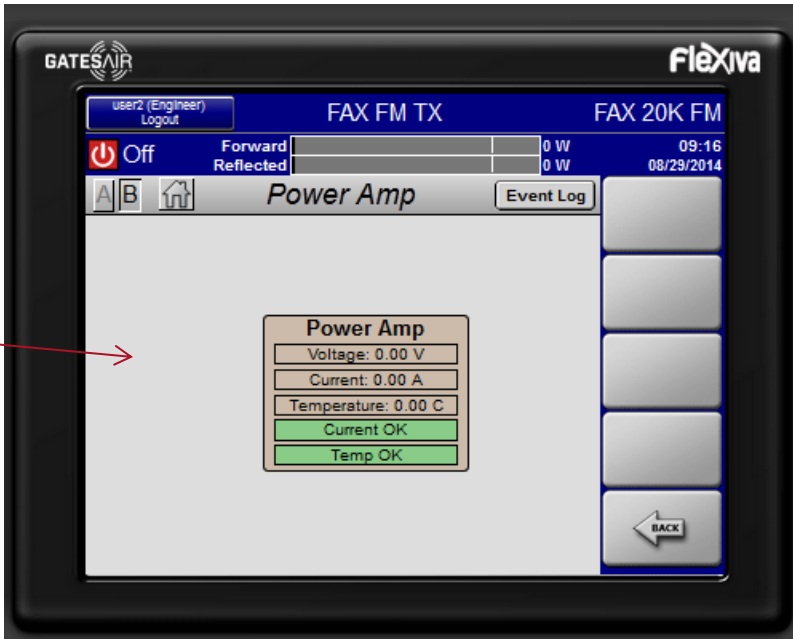 GATESAIR
Flexiva
user2 (Engineer)
Logout
FAX FM TX
FAX 20K FM
Off
Forward
0 W
Reflected
0 W
09:16
08/29/2014
A B
Power Amp
Event Log
Power Amp
Voltage: 0.00 V
Current: 0.00 A
Temperature: 0.00 C
Current OK
Temp OK
BACK